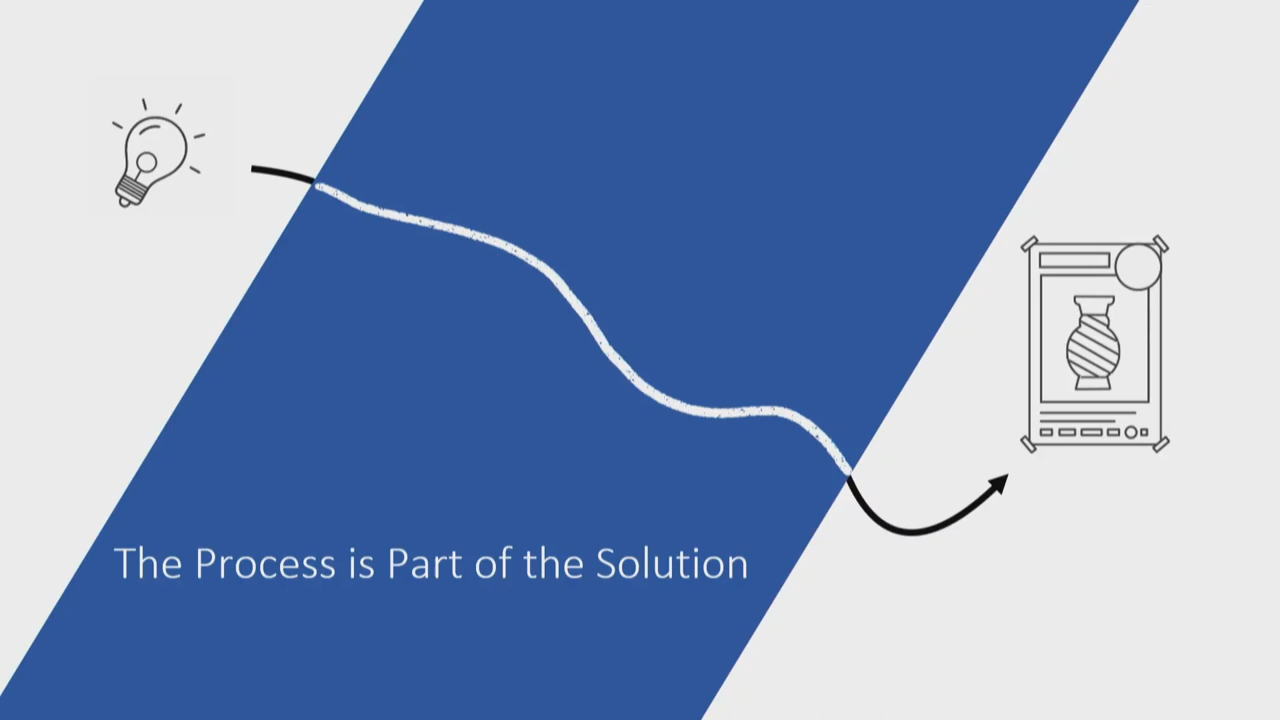 The Process is Part of the Solution